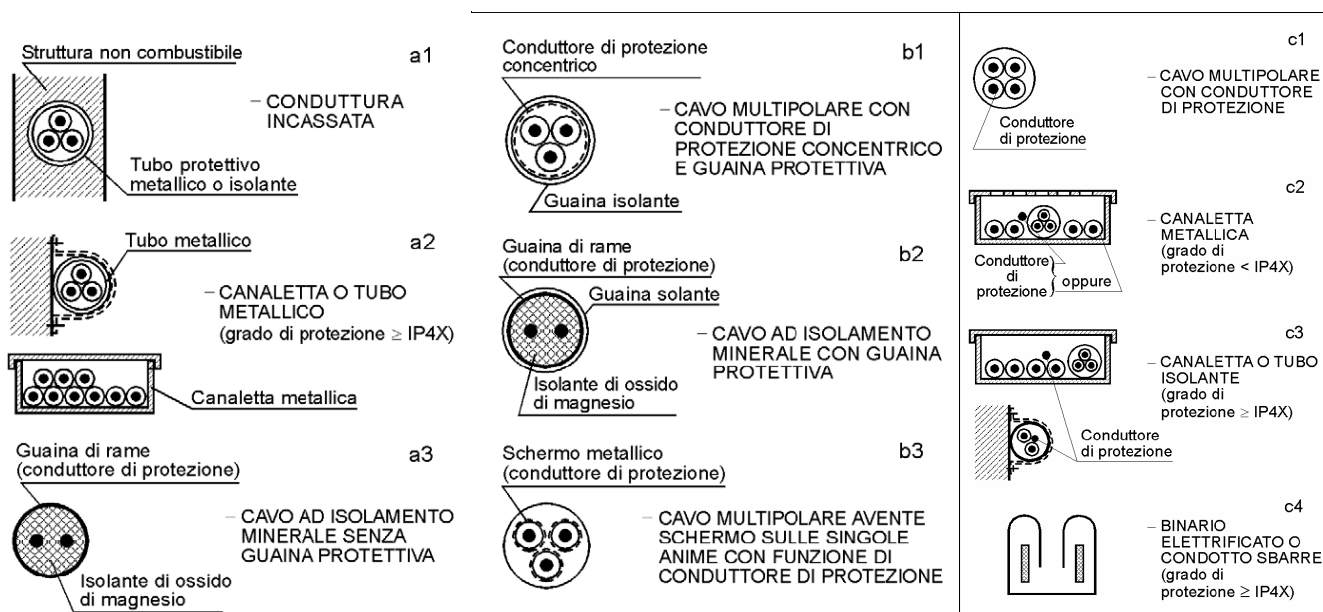 Struttura non combustibile
a1
– CONDUTTURA
INCASSATA
Tubo protettivo
metallico o isolante
Tubo metallico
a2
– CANALETTA O TUBO
METALLICO
(grado di protezione ≥ IP4X)
Canaletta metallica
Guaina di rame
(conduttore di protezione)
a3
– CAVO AD ISOLAMENTO
MINERALE SENZA
GUAINA PROTETTIVA
Isolante di ossido
di magnesio
Conduttore di protezione
concentrico
b1
– CAVO MULTIPOLARE CON
CONDUTTORE DI
PROTEZIONE CONCENTRICO
E GUAINA PROTETTIVA
Guaina isolante
Guaina di rame
(conduttore di protezione)
b2
Guaina solante
– CAVO AD ISOLAMENTO
MINERALE CON GUAINA
PROTETTIVA
Isolante di ossido
di magnesio
Schermo metallico
(conduttore di protezione)
b3
– CAVO MULTIPOLARE AVENTE
SCHERMO SULLE SINGOLE
ANIME CON FUNZIONE DI
CONDUTTORE DI PROTEZIONE
c1
– CAVO MULTIPOLARE
CON CONDUTTORE
DI PROTEZIONE
Conduttore
di protezione
c2
– CANALETTA
METALLICA
(grado di
protezione < IP4X)
Conduttore
di
protezione
oppure
c3
– CANALETTA O TUBO
ISOLANTE
(grado di
protezione ≥ IP4X)
Conduttore
di protezione
c4
– BINARIO
ELETTRIFICATO O
CONDOTTO SBARRE
(grado di
protezione ≥ IP4X)